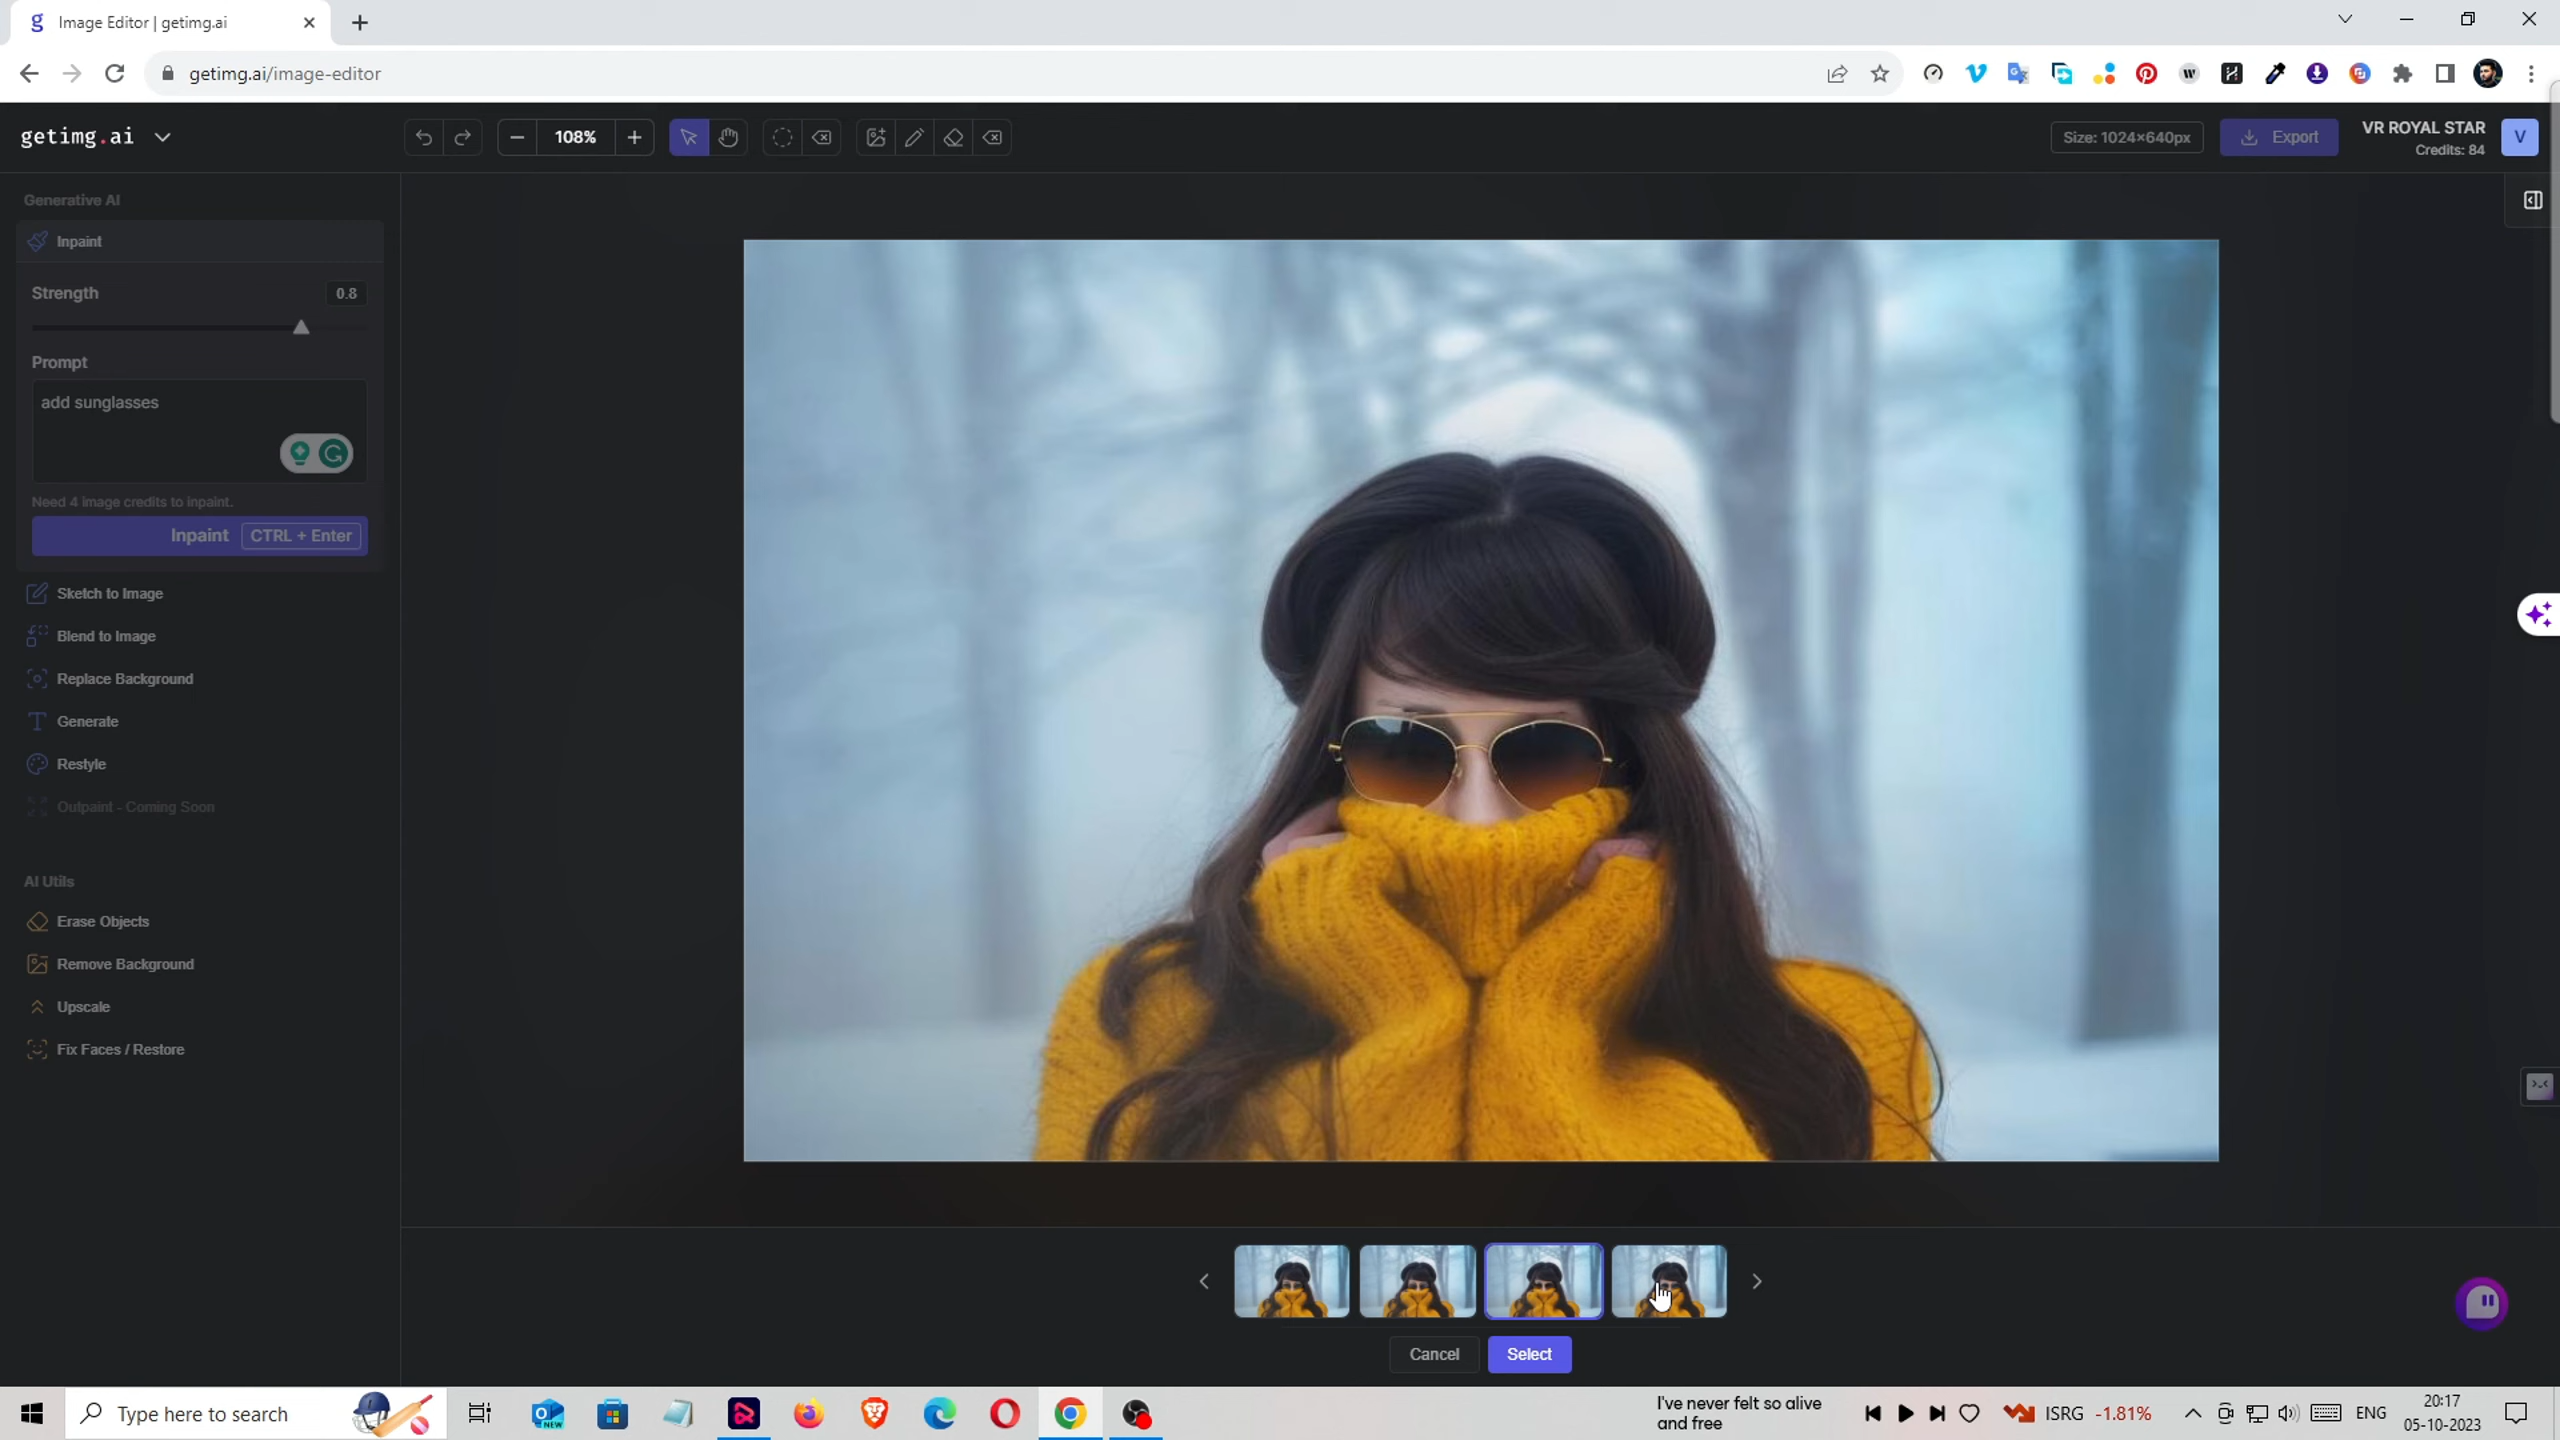 Image Editor | getimg.ai
getimg.ai/image-editor
getimg.ai
108%
Size: 1024×640px
Export
VR ROYAL STAR
Credits: 84
V
Generative AI
Inpaint
Strength
0.8
Prompt
add sunglasses
Need 4 image credits to inpaint.
Inpaint CTRL + Enter
Sketch to Image
Blend to Image
Replace Background
Generate
Restyle
Outpaint - Coming Soon
AI Utils
Erase Objects
Remove Background
Upscale
Fix Faces / Restore
Cancel
Select
Type here to search
NEW
I've never felt so alive
and free
ISRG -1.81%
ENG
20:17
05-10-2023